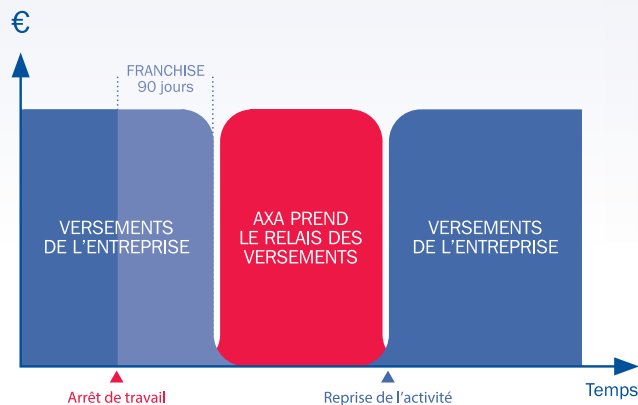 €
FRANCHISE
90 jours
VERSEMENTS
DE L'ENTREPRISE
AXA PREND
LE RELAIS DES
VERSEMENTS
VERSEMENTS
DE L'ENTREPRISE
Temps
Arrêt de travail
Reprise de l'activité